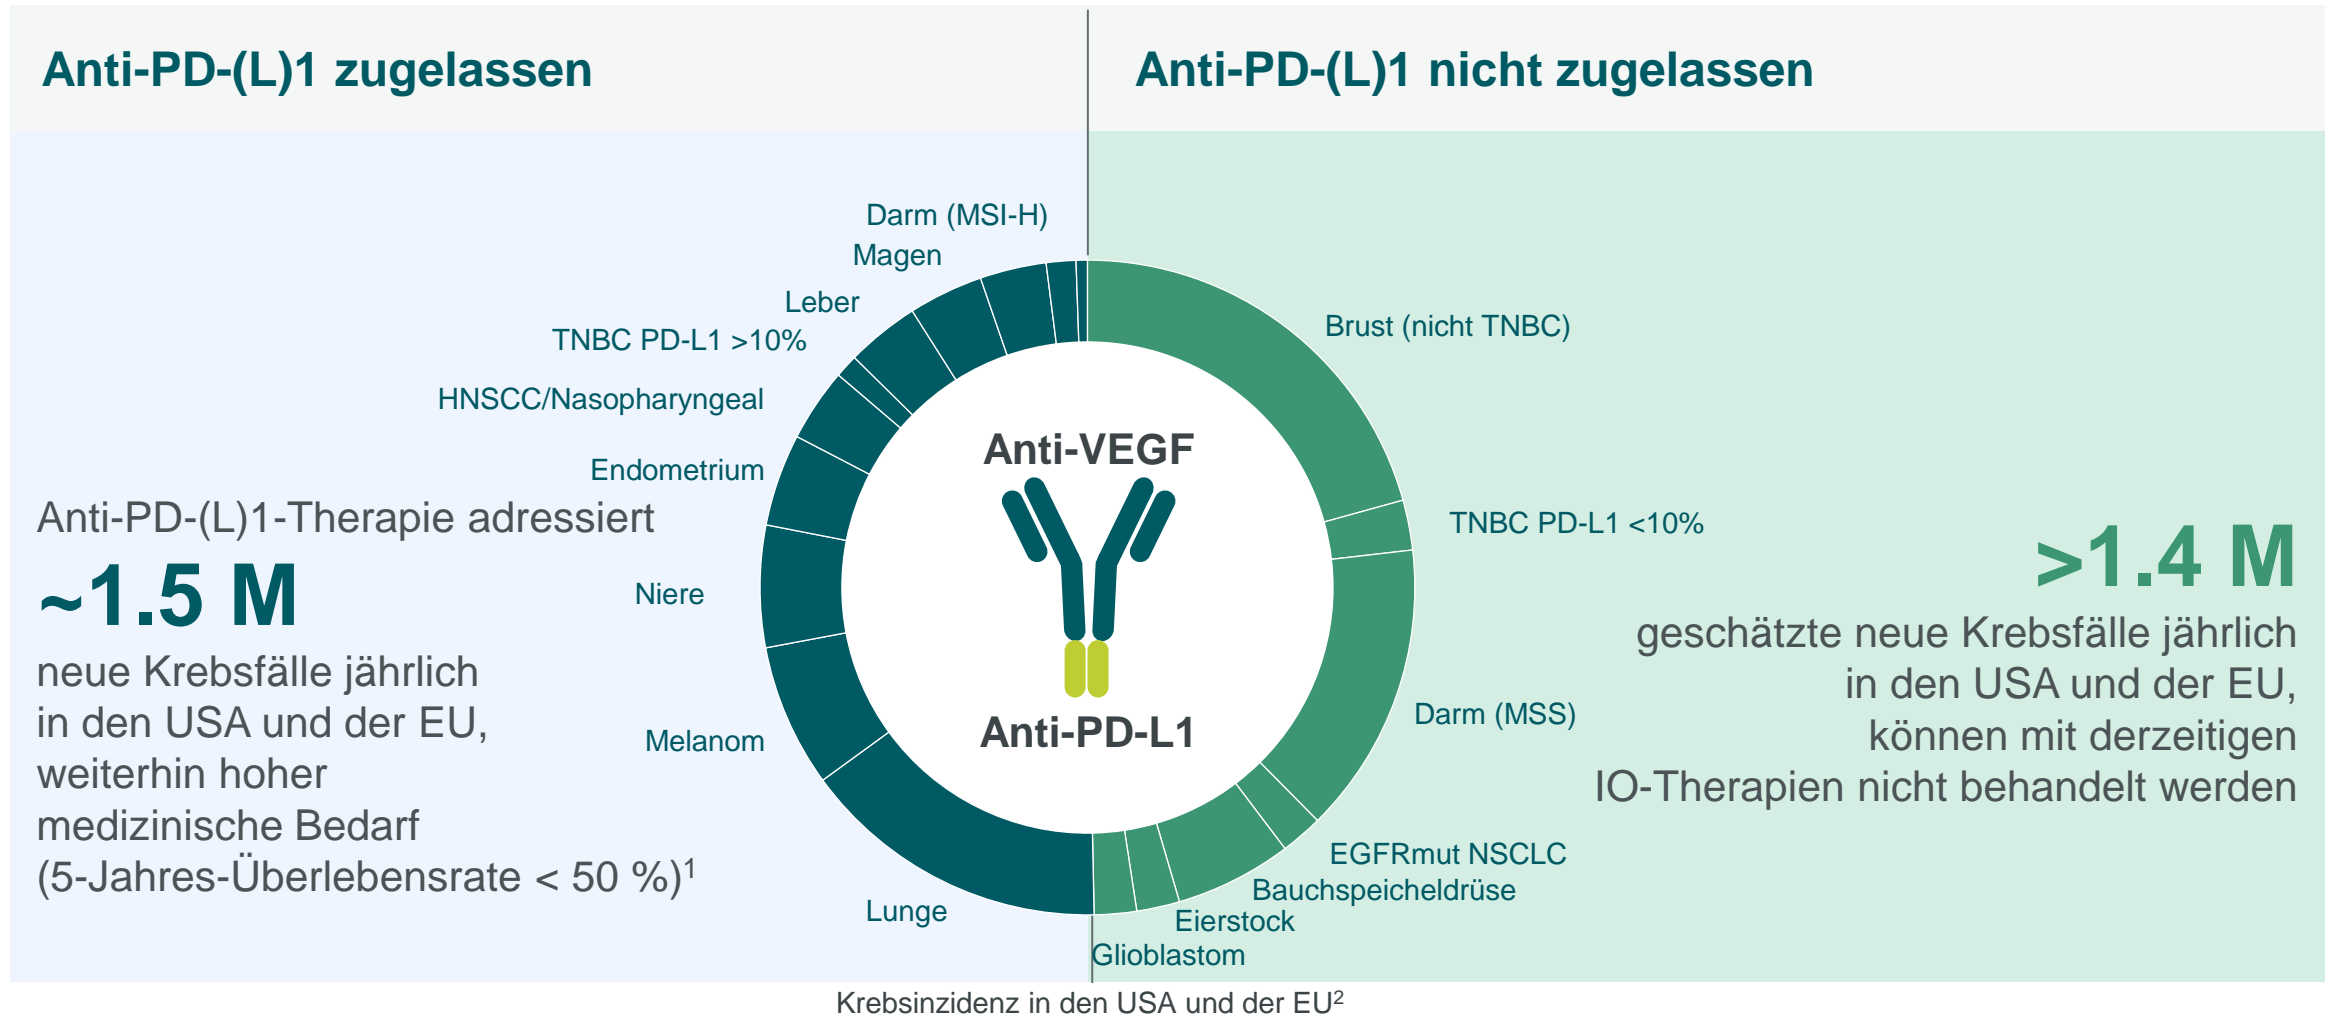 Anti-PD-(L)1 zugelassen
Anti-PD-(L)1 nicht zugelassen
Anti-PD-(L)1-Therapie adressiert
~1.5 M
neue Krebsfälle jährlich
in den USA und der EU,
weiterhin hoher
medizinische Bedarf
(5-Jahres-Überlebensrate < 50 %)¹
Darm (MSI-H)
Magen
Leber
TNBC PD-L1 >10%
HNSCC/Nasopharyngeal
Endometrium
Niere
Melanom
Lunge
Anti-VEGF
Anti-PD-L1
Brust (nicht TNBC)
TNBC PD-L1 <10%
Darm (MSS)
EGFRmut NSCLC
Bauchspeicheldrüse
Eierstock
Glioblastom
>1.4 M
geschätzte neue Krebsfälle jährlich
in den USA und der EU,
können mit derzeitigen
IO-Therapien nicht behandelt werden
Krebsinzidenz in den USA und der EU²